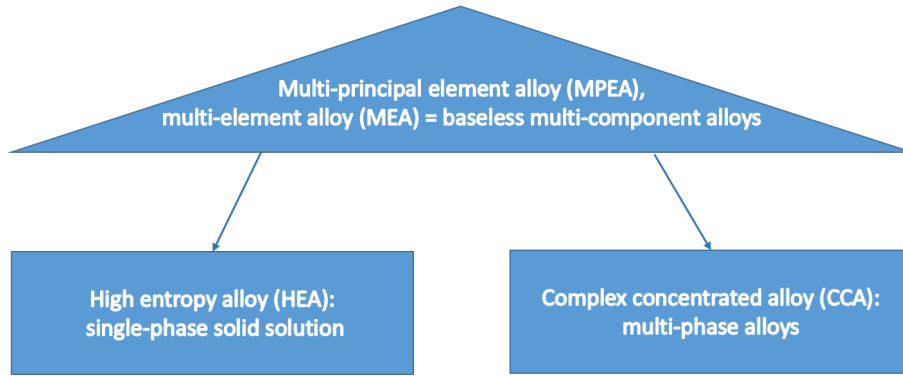 Multi-principal element alloy (MPEA),
multi-element alloy (MEA) = baseless multi-component alloys
High entropy alloy (HEA):
single-phase solid solution
Complex concentrated alloy (CCA):
multi-phase alloys